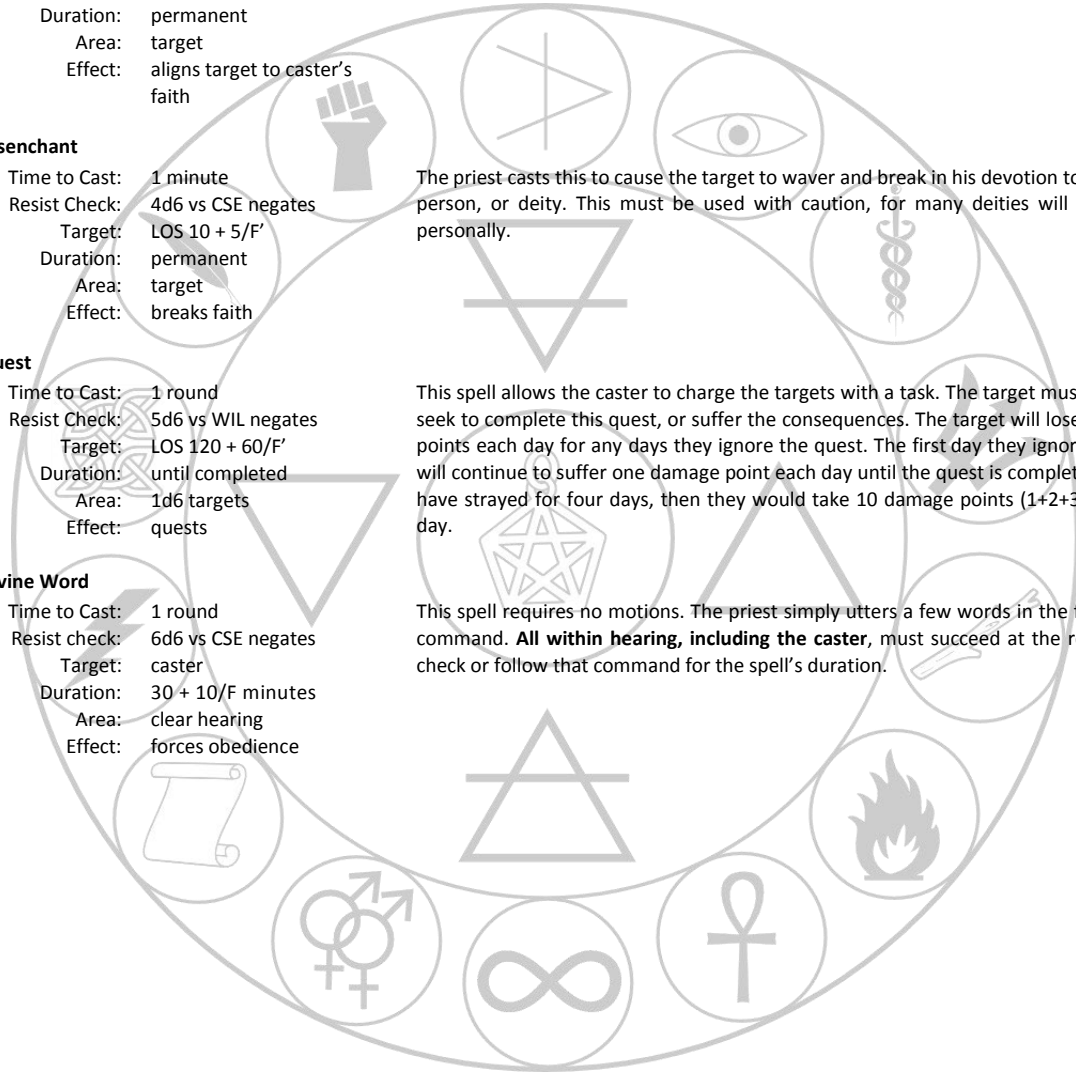 Duration: permanent
Area: target
Effect: aligns target to caster's
faith
senchant
Time to Cast: 1 minute
Resist Check: 4d6 vs CSE negates
Target: LOS 10 + 5/F'
Duration: permanent
Area: target
Effect: breaks faith
The priest casts this to cause the target to waver and break in his devotion to
person, or deity. This must be used with caution, for many deities will
personally.
uest
Time to Cast: 1 round
Resist Check: 5d6 vs WIL negates
Target: LOS 120 + 60/F'
Duration: until completed
Area: 1d6 targets
Effect: quests
This spell allows the caster to charge the targets with a task. The target mus
seek to complete this quest, or suffer the consequences. The target will lose
points each day for any days they ignore the quest. The first day they ignor
will continue to suffer one damage point each day until the quest is complet
have strayed for four days, then they would take 10 damage points (1+2+3
day.
vine Word
Time to Cast: 1 round
Resist check: 6d6 vs CSE negates
Target: caster
Duration: 30 + 10/F minutes
Area: clear hearing
Effect: forces obedience
This spell requires no motions. The priest simply utters a few words in the
command. All within hearing, including the caster, must succeed at the
check or follow that command for the spell's duration.